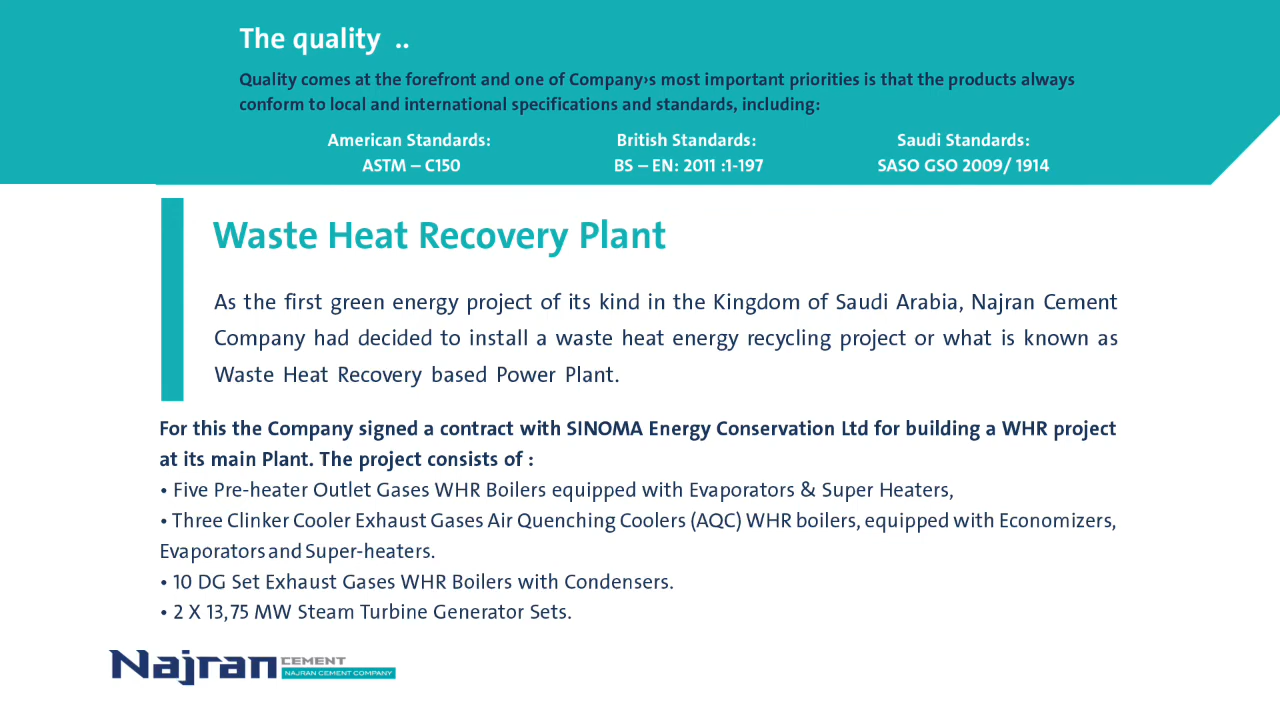 The quality ..
Quality comes at the forefront and one of Company›s most important priorities is that the products always
conform to local and international specifications and standards, including:
American Standards:
ASTM – C150
British Standards:
BS – EN: 2011 :1-197
Saudi Standards:
SASO GSO 2009/ 1914
Waste Heat Recovery Plant
As the first green energy project of its kind in the Kingdom of Saudi Arabia, Najran Cement
Company had decided to install a waste heat energy recycling project or what is known as
Waste Heat Recovery based Power Plant.
For this the Company signed a contract with SINOMA Energy Conservation Ltd for building a WHR project
at its main Plant. The project consists of :
• Five Pre-heater Outlet Gases WHR Boilers equipped with Evaporators & Super Heaters,
• Three Clinker Cooler Exhaust Gases Air Quenching Coolers (AQC) WHR boilers, equipped with Economizers,
Evaporators and Super-heaters.
• 10 DG Set Exhaust Gases WHR Boilers with Condensers.
• 2 X 13,75 MW Steam Turbine Generator Sets.
Najran CEMENT
NAJRAN CEMENT COMPANY